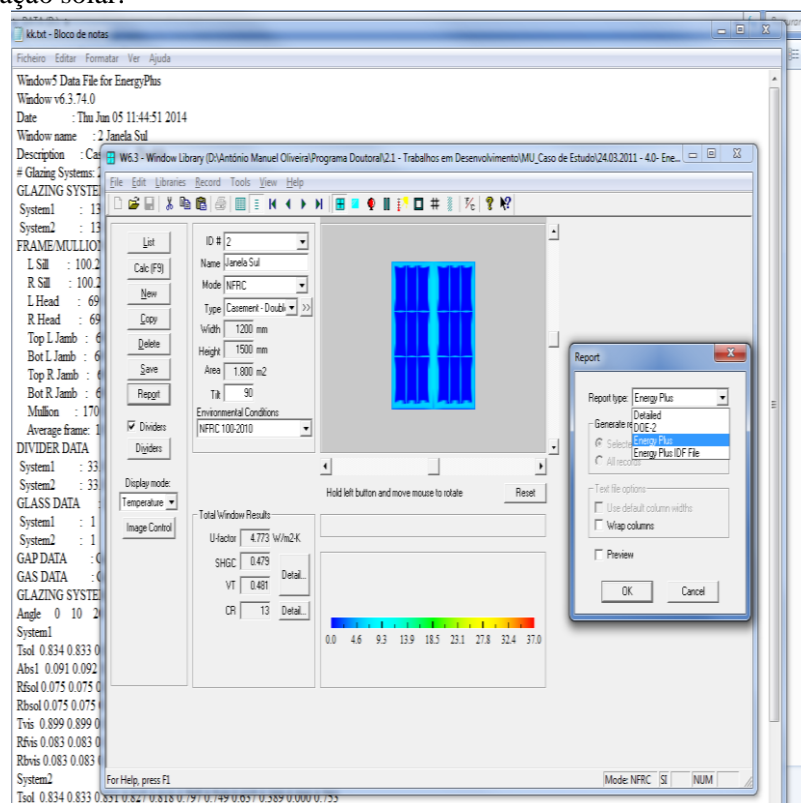 ação solar.
kk.txt - Bloco de notas
Ficheiro Editar Formatar Ver Ajuda
Window5 Data File for EnergyPlus
Window v6.3.74.0
Date : Thu Jun 05 11:44:51 2014
Window name : 2 Janela Sul
Description : Cas
# Glazing Systems: 2
GLAZING SYSTE
System1 : 13
System2 : 13
FRAME/MULLION
L Sill : 100.2
R Sill : 100.2
L Head : 69
R Head : 69
Top L Jamb : 6
Bot L Jamb : 6
Top R Jamb : 6
Bot R Jamb : 6
Mullion : 170
Average frame: 1
DIVIDER DATA
System1 : 33.
System2 : 33.
GLASS DATA
System1 : 1
System2 : 1
GAP DATA : G
GAS DATA : G
GLAZING SYSTE
Angle 0 10 2
System1
Tsol 0.834 0.833 0
Abs1 0.091 0.092
Rfsol 0.075 0.075 0
Rbsol 0.075 0.075
Tvis 0.899 0.899 0
Rfvis 0.083 0.083 0
Rbvis 0.083 0.083
System2
Tsol 0.834 0.833 0.831 0.827 0.818 0.797 0.749 0.637 0.389 0.000 0.753
W6.3 - Window Library (D:\António Manuel Oliveira\Programa Doutoral\2.1 - Trabalhos em Desenvolvimento\MU_Caso de Estudo\24.03.2011 - 4.0- Ene...
File Edit Libraries Record Tools View Help
List
Calc (F9)
New
Copy
Delete
Save
Report
Dividers
Dividers
Display mode:
Temperature
Image Control
ID # 2
Name Janela Sul
Mode NFRC
Type Casement - Double >>
Width 1200 mm
Height 1500 mm
Area 1.800 m2
Tilt 90
Environmental Conditions
NFRC 100-2010
Total Window Results
U-factor 4.773 W/m2-K
SHGC 0.479
VT 0.481
Detail...
CR 13 Detail...
Hold left button and move mouse to rotate
Reset
0.0 4.6 9.3 13.9 18.5 23.1 27.8 32.4 37.0
For Help, press F1
Mode: NFRC SI NUM
Report
Report type: Energy Plus
Detailed
DOE-2
Energy Plus
Energy Plus IDF File
Generate re
Selecte
All records
Text file options
Use default column widths
Wrap columns
Preview
OK
Cancel